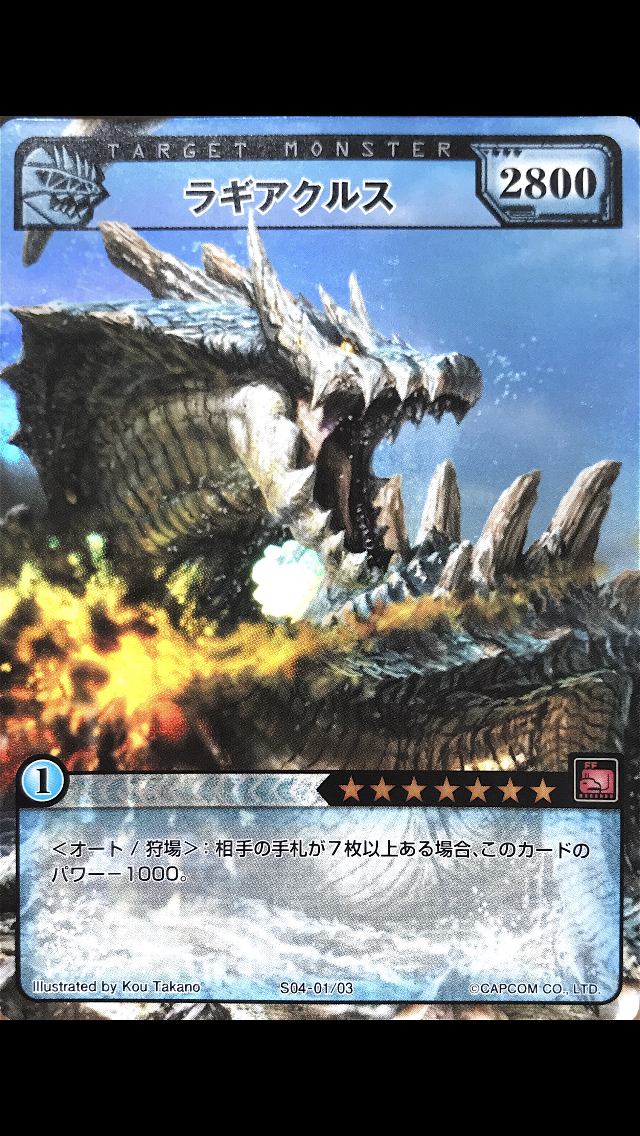 TARGET MONSTER
ラギアクルス
2800
1
＜オート / 狩場＞：相手の手札が７枚以上ある場合、このカードの
パワー－1000。
Illustrated by Kou Takano
S04-01/03
©CAPCOM CO., LTD.